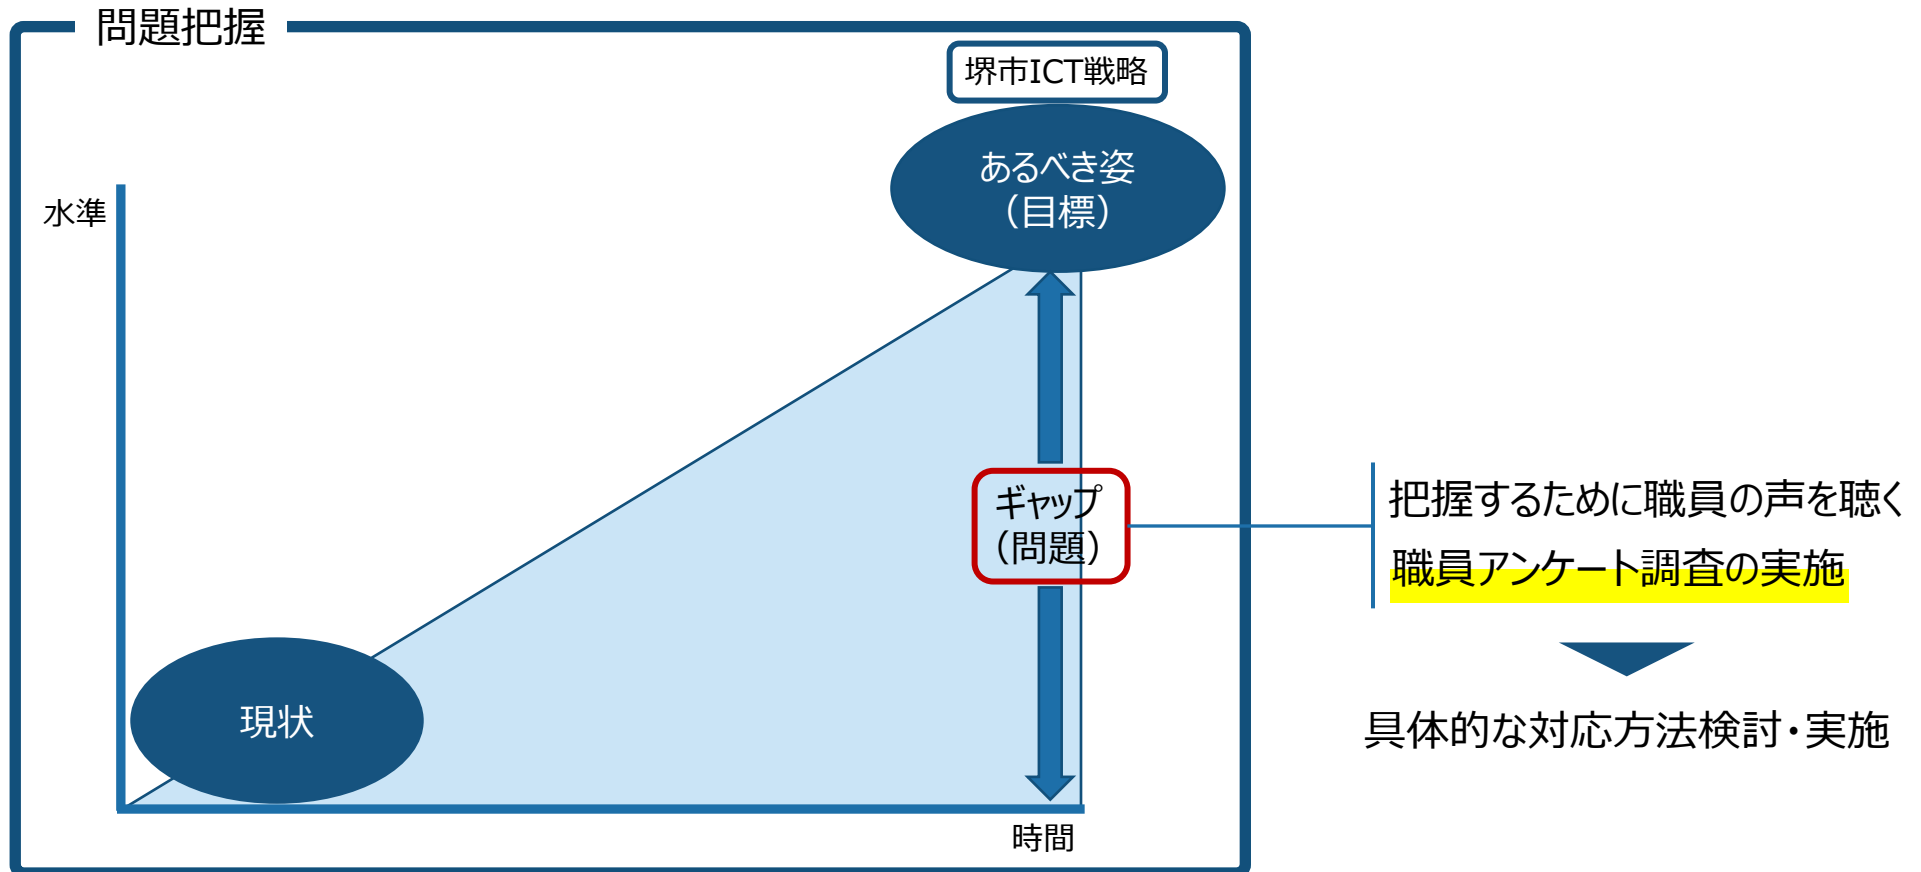 問題把握
堺市ICT戦略
あるべき姿
（目標）
水準
ギャップ
（問題）
把握するために職員の声を聴く
職員アンケート調査の実施
現状
具体的な対応方法検討・実施
時間